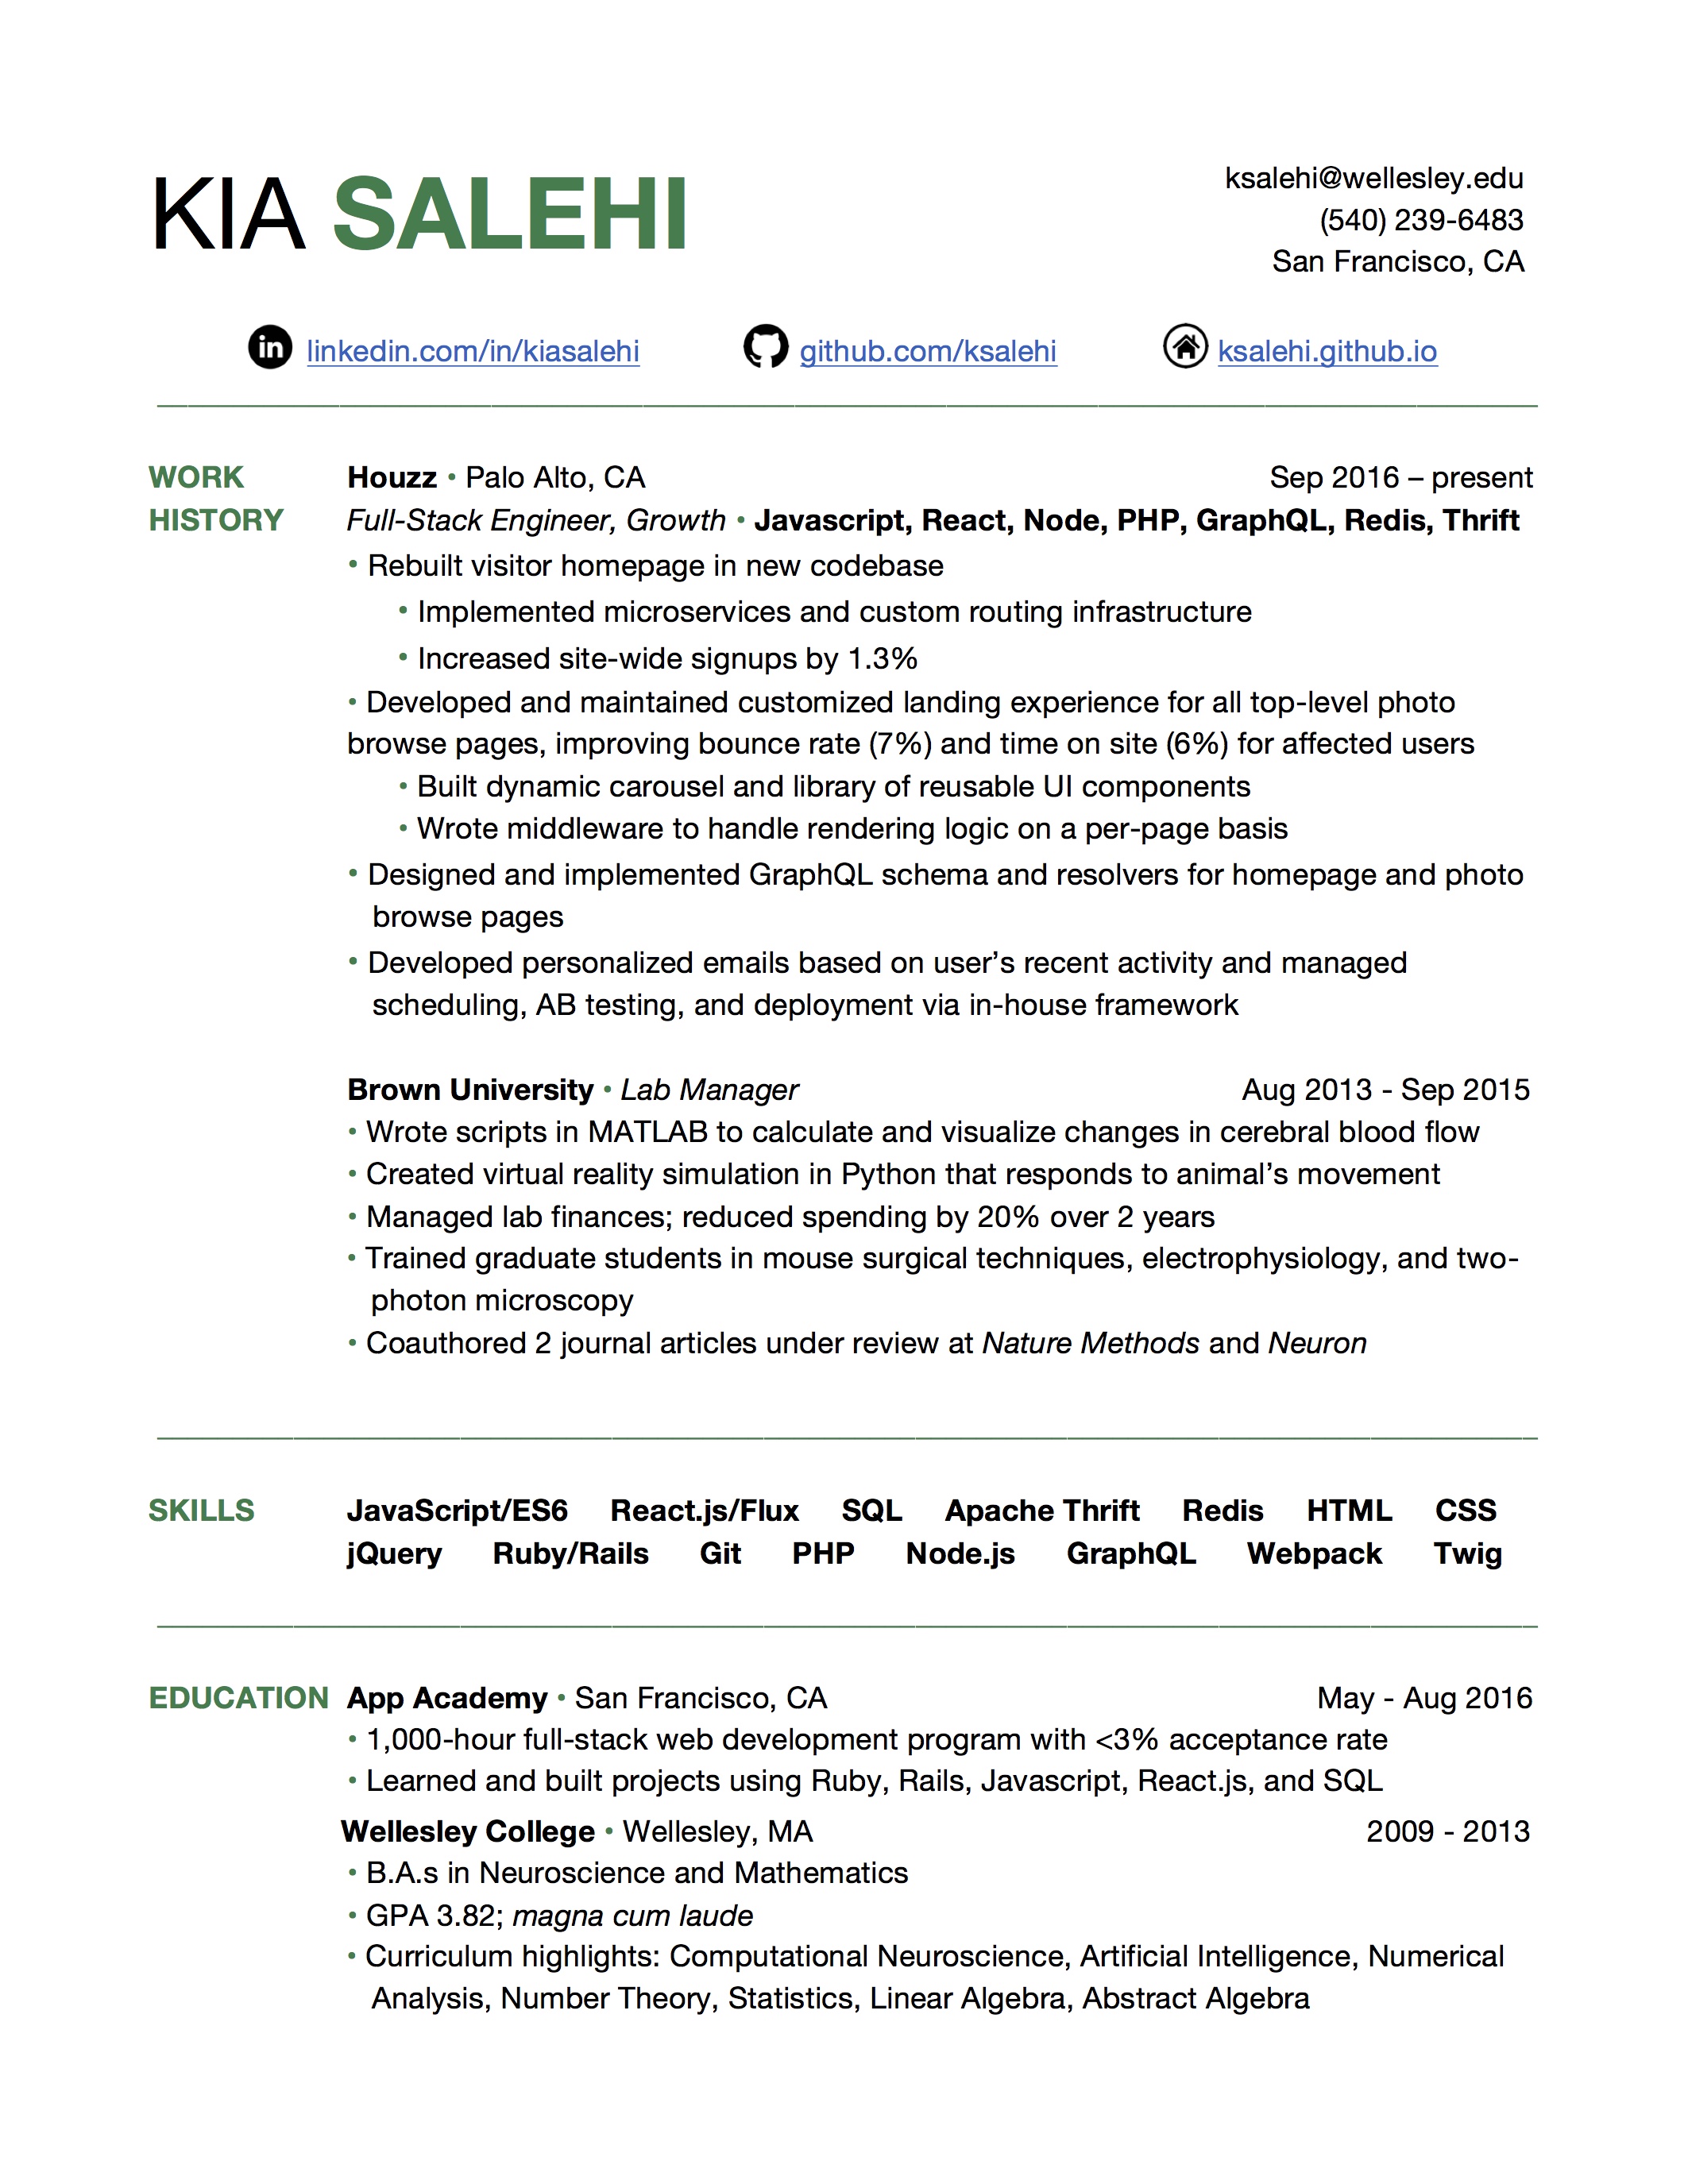 KIA SALEHI
ksalehi@wellesley.edu
(540) 239-6483
San Francisco, CA
in linkedin.com/in/kiasalehi github.com/ksalehi ksalehi.github.io
WORK HISTORY
Houzz • Palo Alto, CA Sep 2016 – present
Full-Stack Engineer, Growth • Javascript, React, Node, PHP, GraphQL, Redis, Thrift
• Rebuilt visitor homepage in new codebase
• Implemented microservices and custom routing infrastructure
• Increased site-wide signups by 1.3%
• Developed and maintained customized landing experience for all top-level photo
browse pages, improving bounce rate (7%) and time on site (6%) for affected users
• Built dynamic carousel and library of reusable UI components
• Wrote middleware to handle rendering logic on a per-page basis
• Designed and implemented GraphQL schema and resolvers for homepage and photo
browse pages
• Developed personalized emails based on user’s recent activity and managed
scheduling, AB testing, and deployment via in-house framework
Brown University • Lab Manager Aug 2013 - Sep 2015
• Wrote scripts in MATLAB to calculate and visualize changes in cerebral blood flow
• Created virtual reality simulation in Python that responds to animal’s movement
• Managed lab finances; reduced spending by 20% over 2 years
• Trained graduate students in mouse surgical techniques, electrophysiology, and two-
photon microscopy
• Coauthored 2 journal articles under review at Nature Methods and Neuron
SKILLS
JavaScript/ES6 React.js/Flux SQL Apache Thrift Redis HTML CSS
jQuery Ruby/Rails Git PHP Node.js GraphQL Webpack Twig
EDUCATION
App Academy • San Francisco, CA May - Aug 2016
• 1,000-hour full-stack web development program with <3% acceptance rate
• Learned and built projects using Ruby, Rails, Javascript, React.js, and SQL
Wellesley College • Wellesley, MA 2009 - 2013
• B.A.s in Neuroscience and Mathematics
• GPA 3.82; magna cum laude
• Curriculum highlights: Computational Neuroscience, Artificial Intelligence, Numerical
Analysis, Number Theory, Statistics, Linear Algebra, Abstract Algebra